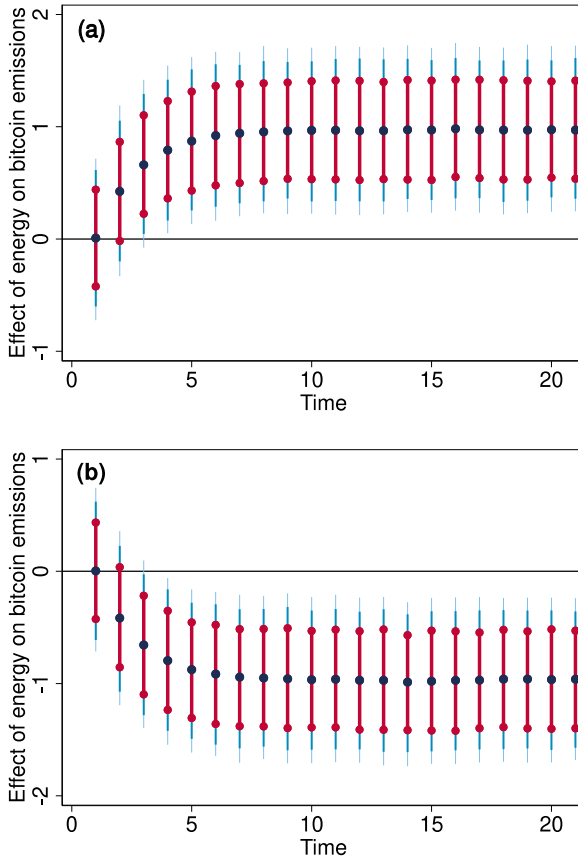 (a)
Effect of energy on bitcoin emissions
2
1
0
-1
0 5 10 15 20
Time
(b)
Effect of energy on bitcoin emissions
1
0
-1
-2
0 5 10 15 20
Time